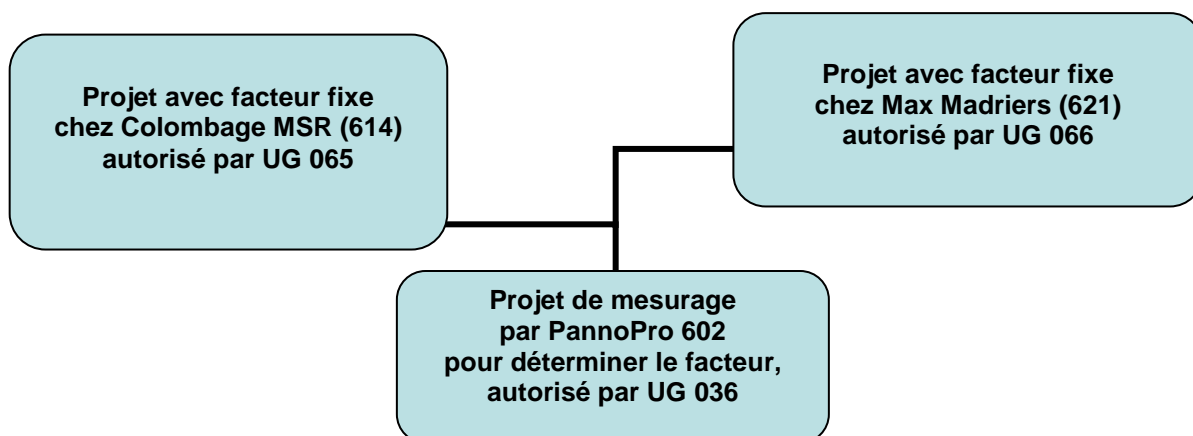 Projet avec facteur fixe
chez Colombage MSR (614)
autorisé par UG 065
Projet avec facteur fixe
chez Max Madriers (621)
autorisé par UG 066
Projet de mesurage
par PannoPro 602
pour déterminer le facteur,
autorisé par UG 036